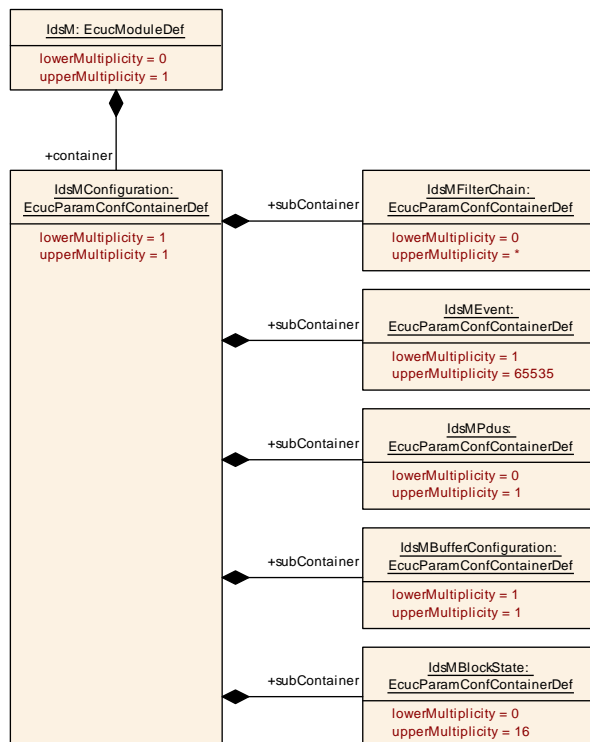 IdsM: EcucModuleDef
lowerMultiplicity = 0
upperMultiplicity = 1
+container
IdsMConfiguration:
EcucParamConfContainerDef
lowerMultiplicity = 1
upperMultiplicity = 1
+subContainer
IdsMFilterChain:
EcucParamConfContainerDef
lowerMultiplicity = 0
upperMultiplicity = *
+subContainer
IdsMEvent:
EcucParamConfContainerDef
lowerMultiplicity = 1
upperMultiplicity = 65535
+subContainer
IdsMPdus:
EcucParamConfContainerDef
lowerMultiplicity = 0
upperMultiplicity = 1
+subContainer
IdsMBufferConfiguration:
EcucParamConfContainerDef
lowerMultiplicity = 1
upperMultiplicity = 1
+subContainer
IdsMBlockState:
EcucParamConfContainerDef
lowerMultiplicity = 0
upperMultiplicity = 16